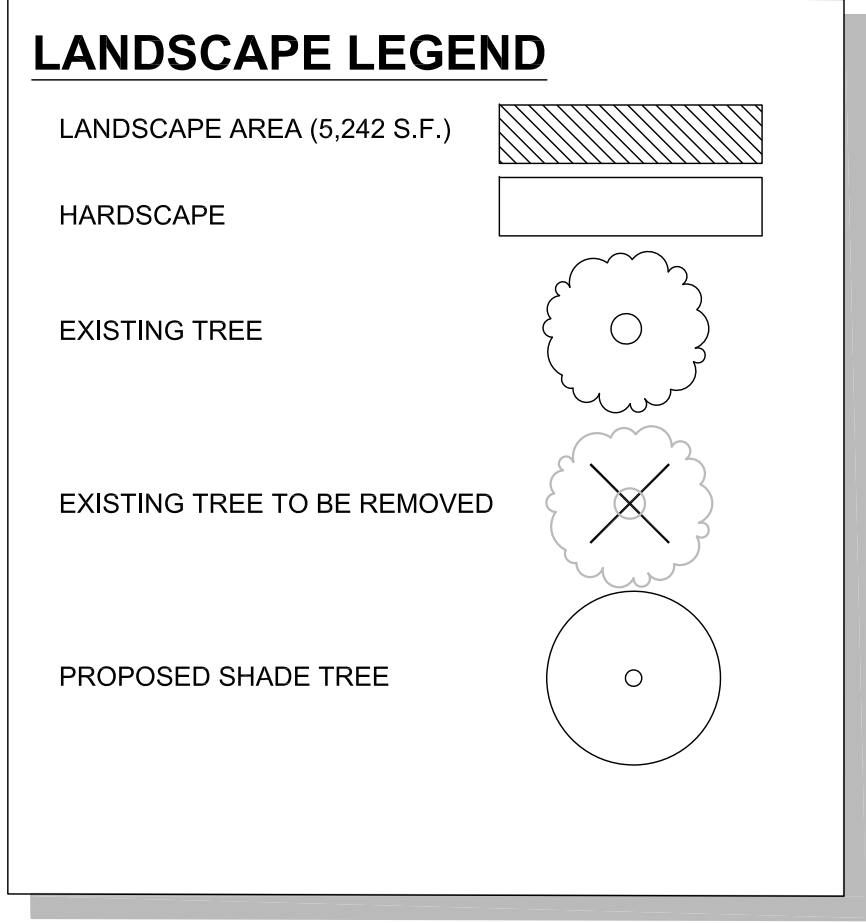 LANDSCAPE LEGEND
LANDSCAPE AREA (5,242 S.F.)
HARDSCAPE
EXISTING TREE
EXISTING TREE TO BE REMOVED
PROPOSED SHADE TREE